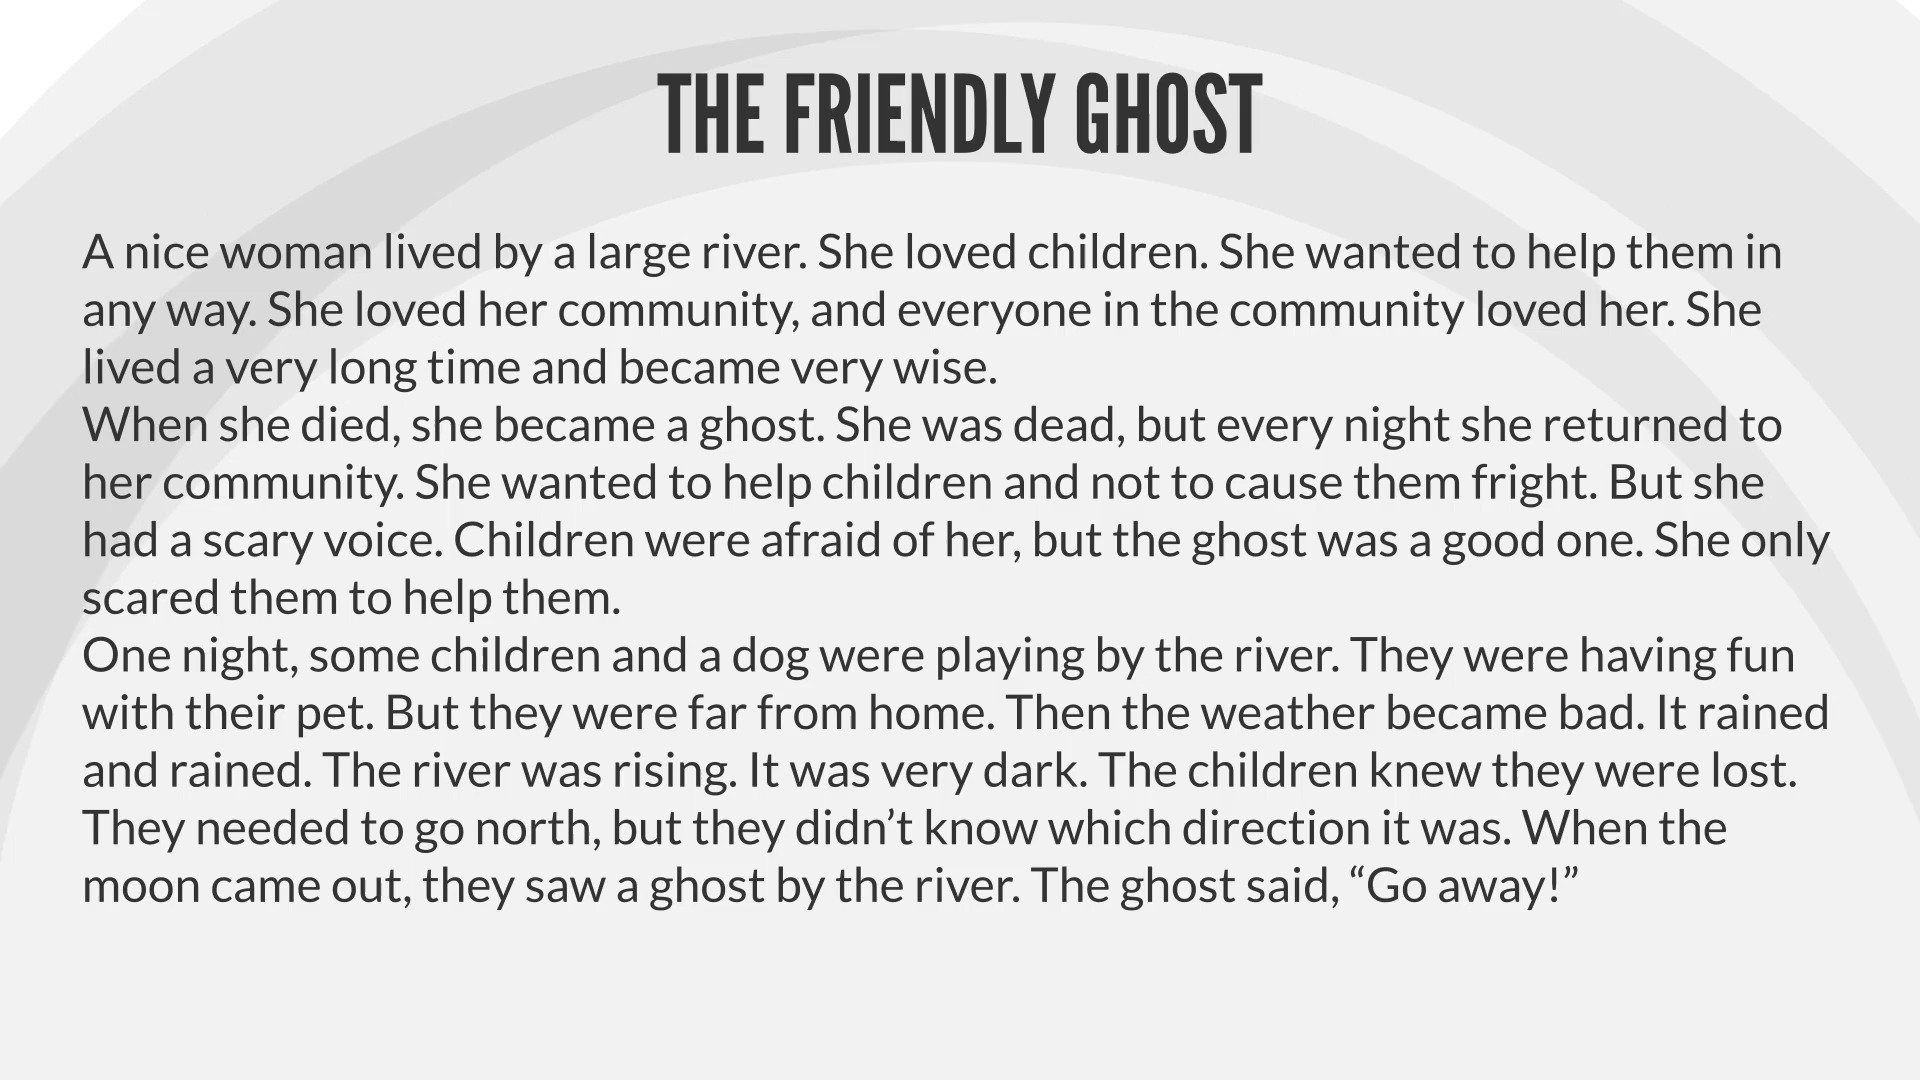 THE FRIENDLY GHOST
A nice woman lived by a large river. She loved children. She wanted to help them in
any way. She loved her community, and everyone in the community loved her. She
lived a very long time and became very wise.
When she died, she became a ghost. She was dead, but every night she returned to
her community. She wanted to help children and not to cause them fright. But she
had a scary voice. Children were afraid of her, but the ghost was a good one. She only
scared them to help them.
One night, some children and a dog were playing by the river. They were having fun
with their pet. But they were far from home. Then the weather became bad. It rained
and rained. The river was rising. It was very dark. The children knew they were lost.
They needed to go north, but they didn’t know which direction it was. When the
moon came out, they saw a ghost by the river. The ghost said, “Go away!”